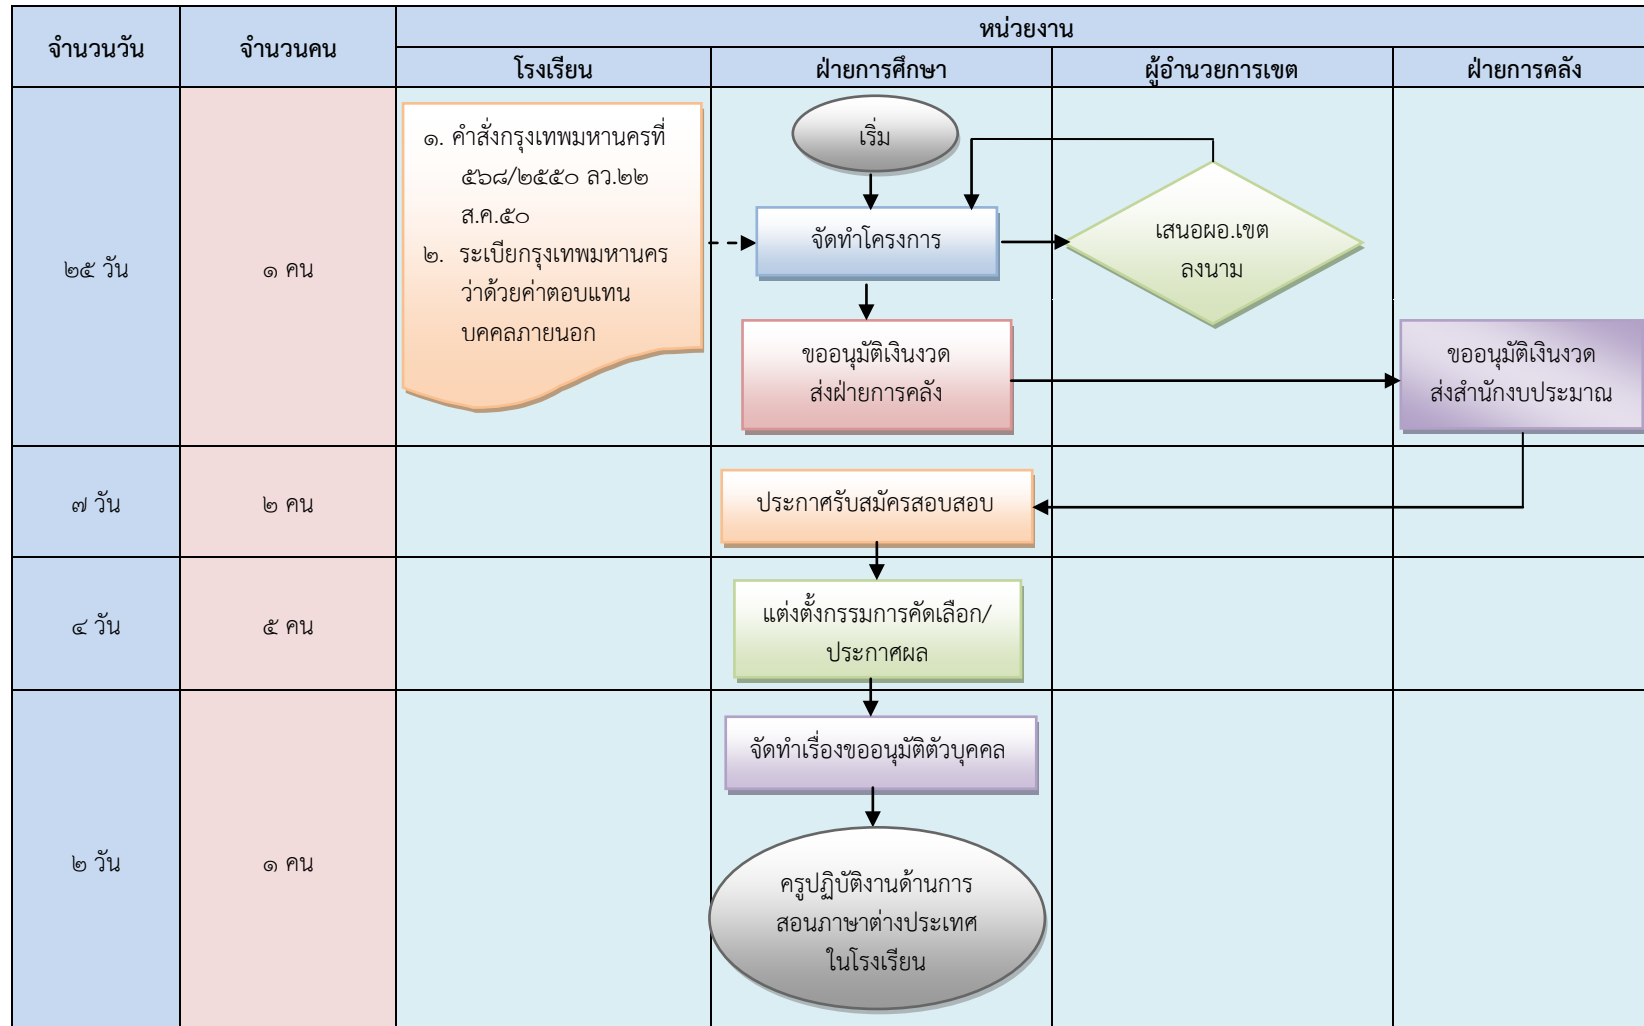 จำนวนวัน
จำนวนคน
หน่วยงาน
โรงเรียน
ฝ่ายการศึกษา
ผู้อำนวยการเขต
ฝ่ายการคลัง
๒๕ วัน
๑ คน
๑. คำสั่งกรุงเทพมหานครที่
๕๖๘/๒๕๕๐ ลว.๒๒
ส.ค.๕๐
๒. ระเบียกรุงเทพมหานคร
ว่าด้วยค่าตอบแทน
บุคคลภายนอก
เริ่ม
จัดทำโครงการ
เสนอผอ.เขต
ลงนาม
ขออนุมัติเงินงวด
ส่งฝ่ายการคลัง
ขออนุมัติเงินงวด
ส่งสำนักงบประมาณ
๗ วัน
๒ คน
ประกาศรับสมัครสอบสอบ
๔ วัน
๕ คน
แต่งตั้งกรรมการคัดเลือก/
ประกาศผล
๒ วัน
๑ คน
จัดทำเรื่องขออนุมัติตัวบุคคล
ครูปฏิบัติงานด้านการ
สอนภาษาต่างประเทศ
ในโรงเรียน